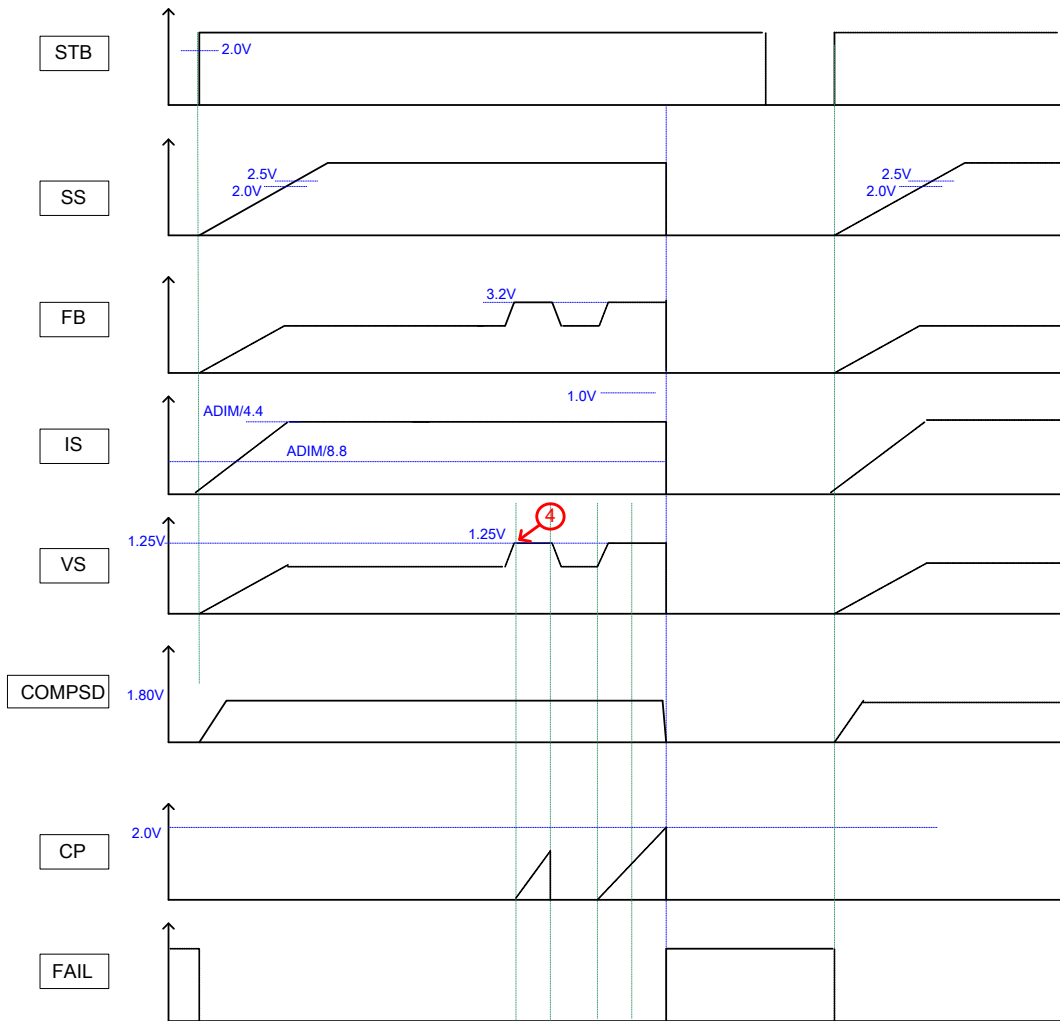 STB
2.0V
SS
2.5V
2.0V
2.5V
2.0V
FB
3.2V
IS
ADIM/4.4
1.0V
ADIM/8.8
VS
1.25V
1.25V
4
COMPSD
1.80V
CP
2.0V
FAIL